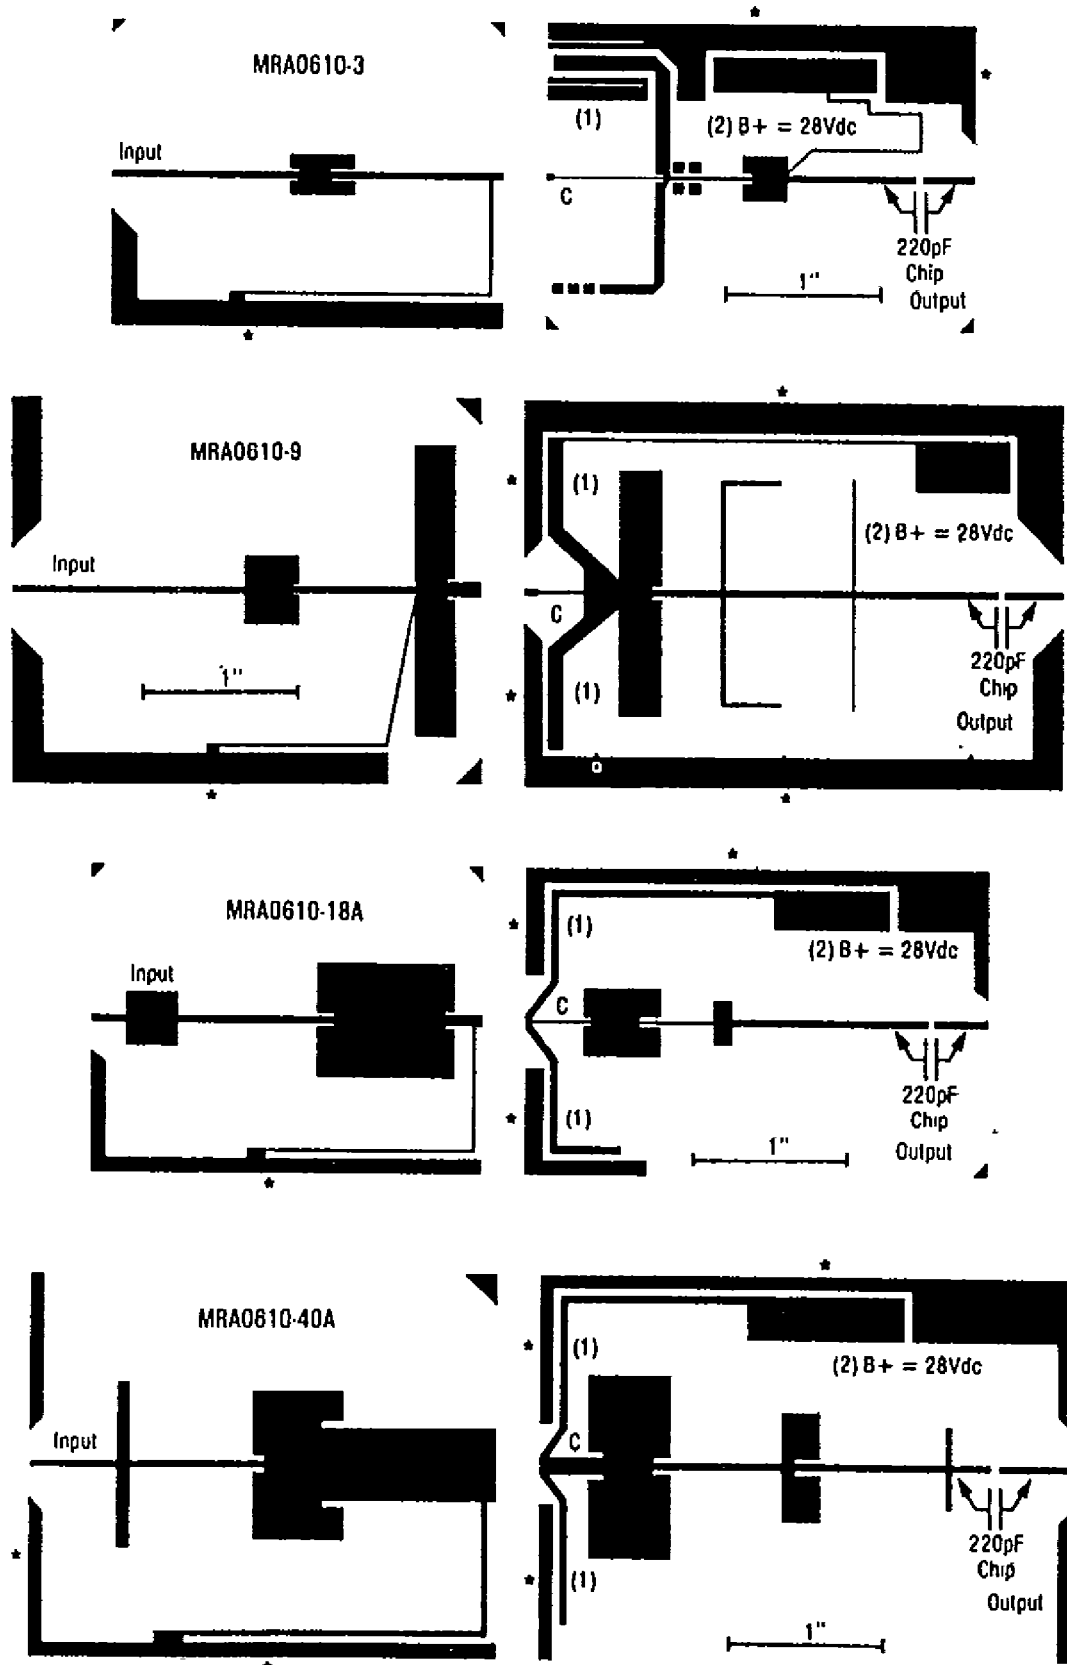 *
MRA0610-3
*
(1)
(2) B+ = 28Vdc
Input
C
220pF
Chip
Output
1"
*
*
MRA0610-9
*
(1)
(2) B+ = 28Vdc
Input
C
1"
*
(1)
220pF
Chip
Output
*
*
*
MRA0610-18A
*
(1)
(2) B+ = 28Vdc
Input
C
*
(1)
220pF
Chip
Output
1"
*
*
MRA0610-40A
*
(1)
(2) B+ = 28Vdc
Input
C
*
*
(1)
220pF
Chip
Output
1"
*